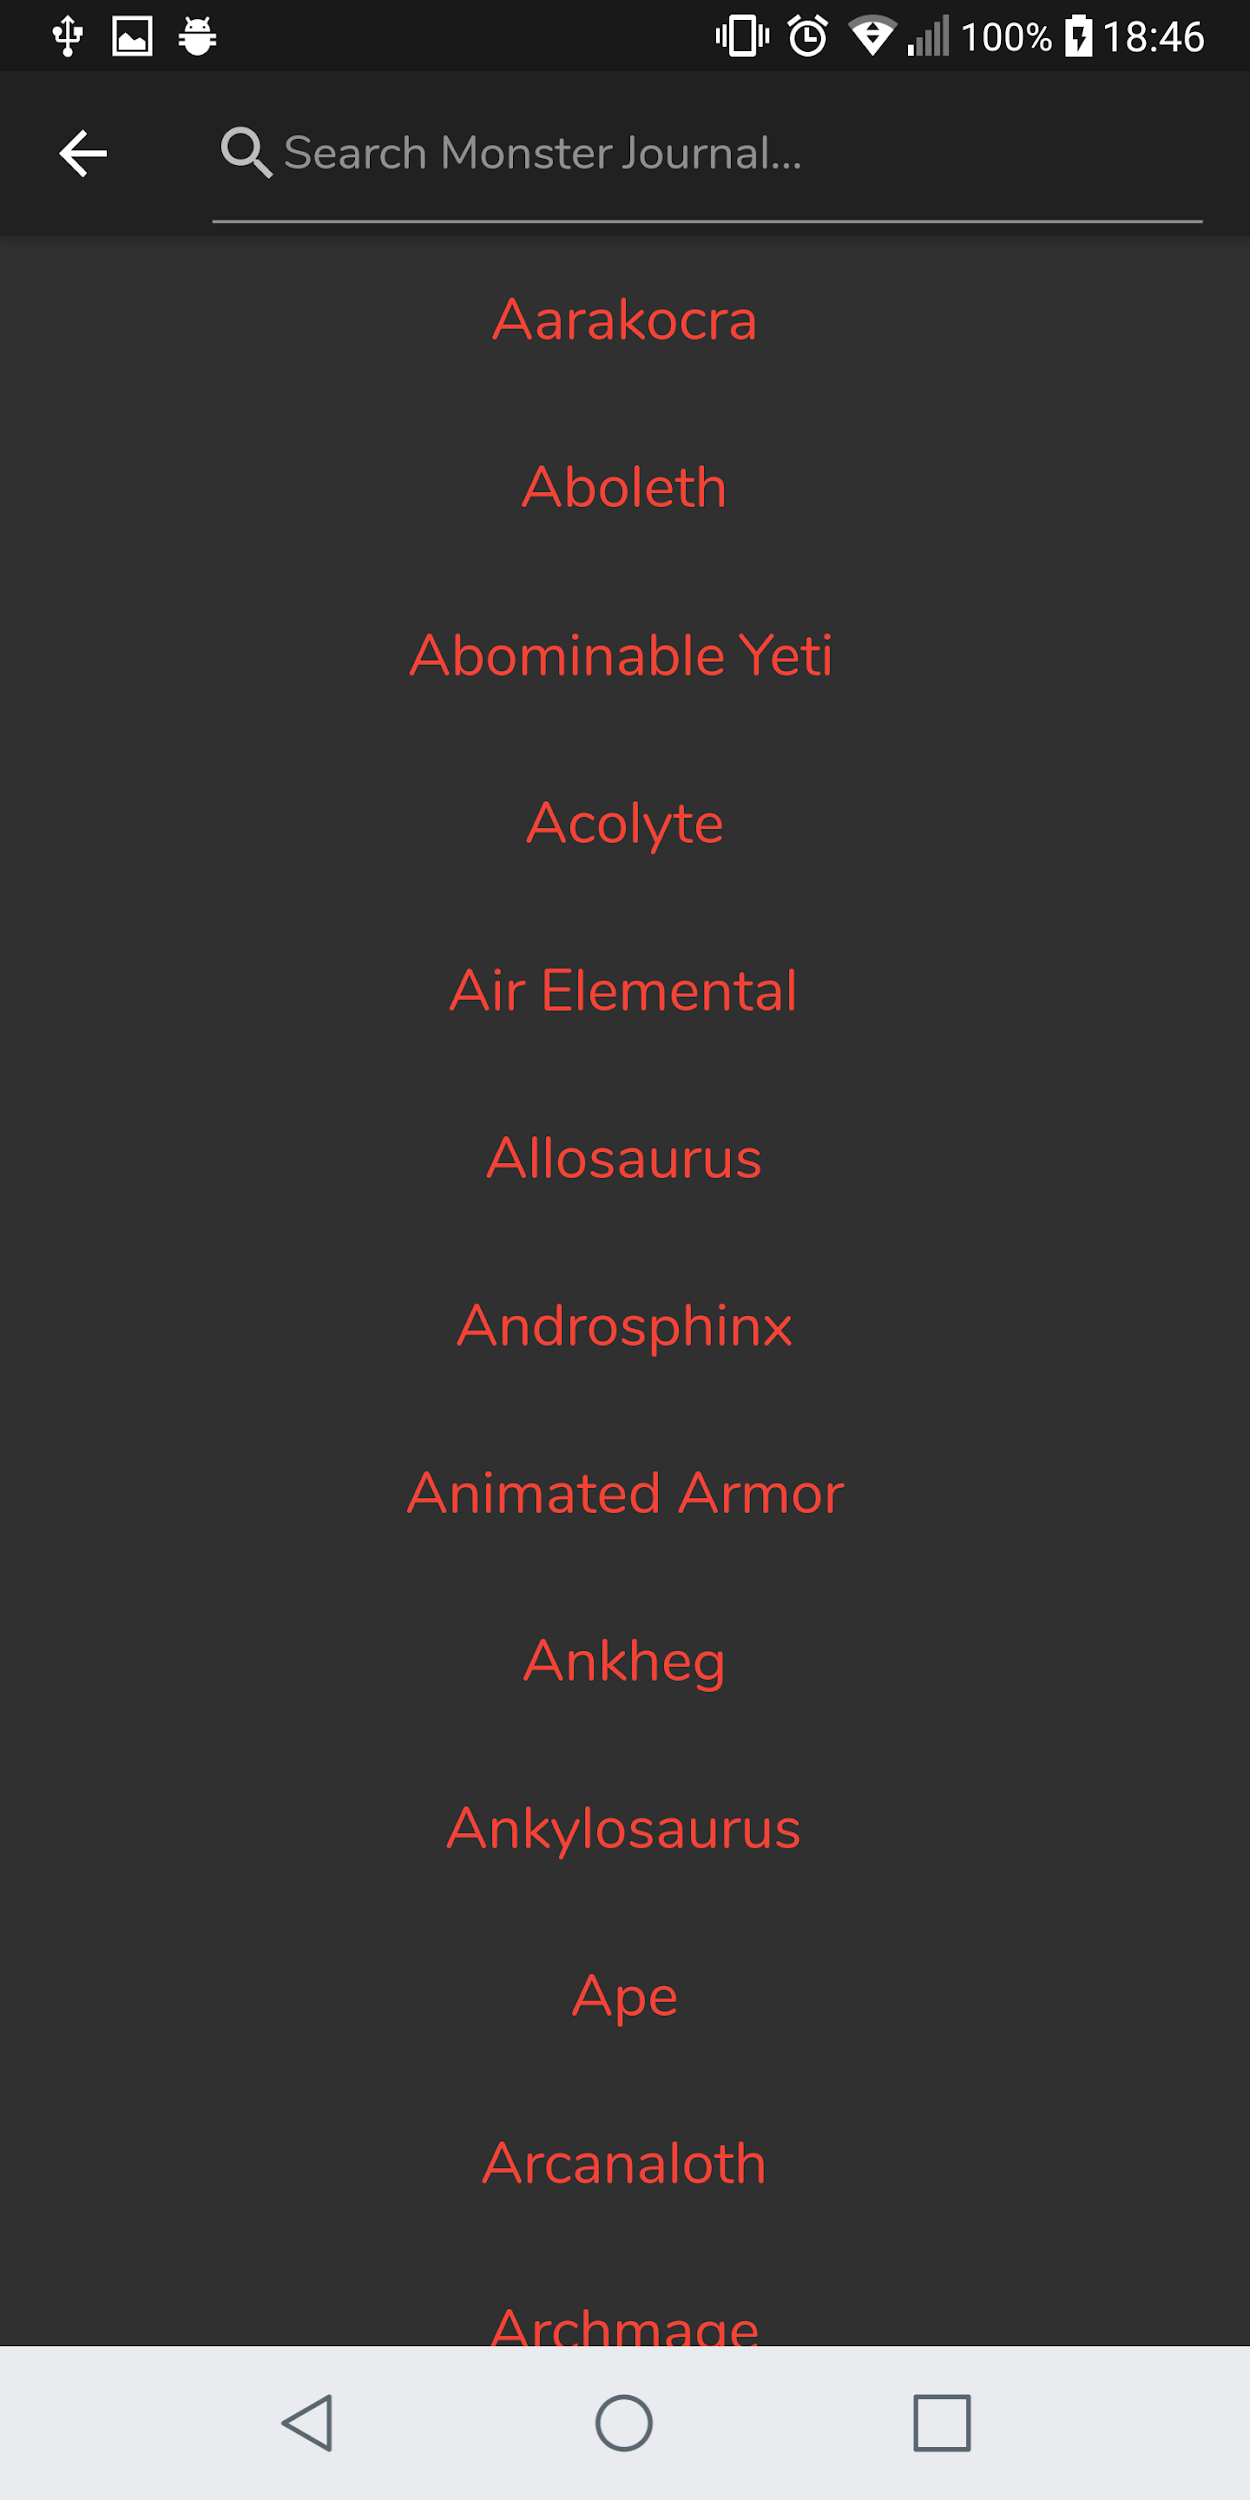 100% 18:46
Search Monster Journal...
Aarakocra
Aboleth
Abominable Yeti
Acolyte
Air Elemental
Allosaurus
Androsphinx
Animated Armor
Ankheg
Ankylosaurus
Ape
Arcanaloth
Archmage